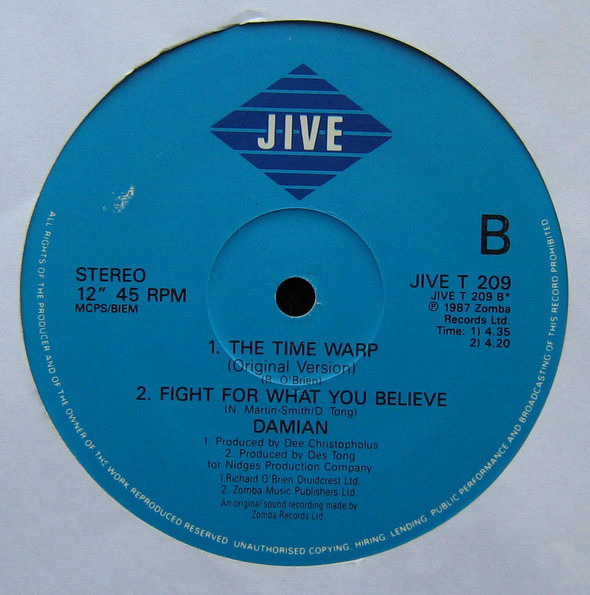 JIVE
B
STEREO
12" 45 RPM
MCPS/BIEM
JIVE T 209
JIVE T 209 B*
℗ 1987 Zomba
Records Ltd.
Time: 1) 4.35
2) 4.20
1. THE TIME WARP
(Original Version)
(R. O'Brien)
2. FIGHT FOR WHAT YOU BELIEVE
(N. Martin-Smith/D. Tong)
DAMIAN
1. Produced by Dee Christopholus
2. Produced by Des Tong
for Nidges Production Company
1.Richard O'Brien Druidcrest Ltd.
2. Zomba Music Publishers Ltd.
An original sound recording made by
Zomba Records Ltd.
ALL RIGHTS OF THE PRODUCER AND OF THE OWNER OF THE WORK REPRODUCED RESERVED. UNAUTHORISED COPYING, HIRING, LENDING, PUBLIC PERFORMANCE AND BROADCASTING OF THIS RECORD PROHIBITED